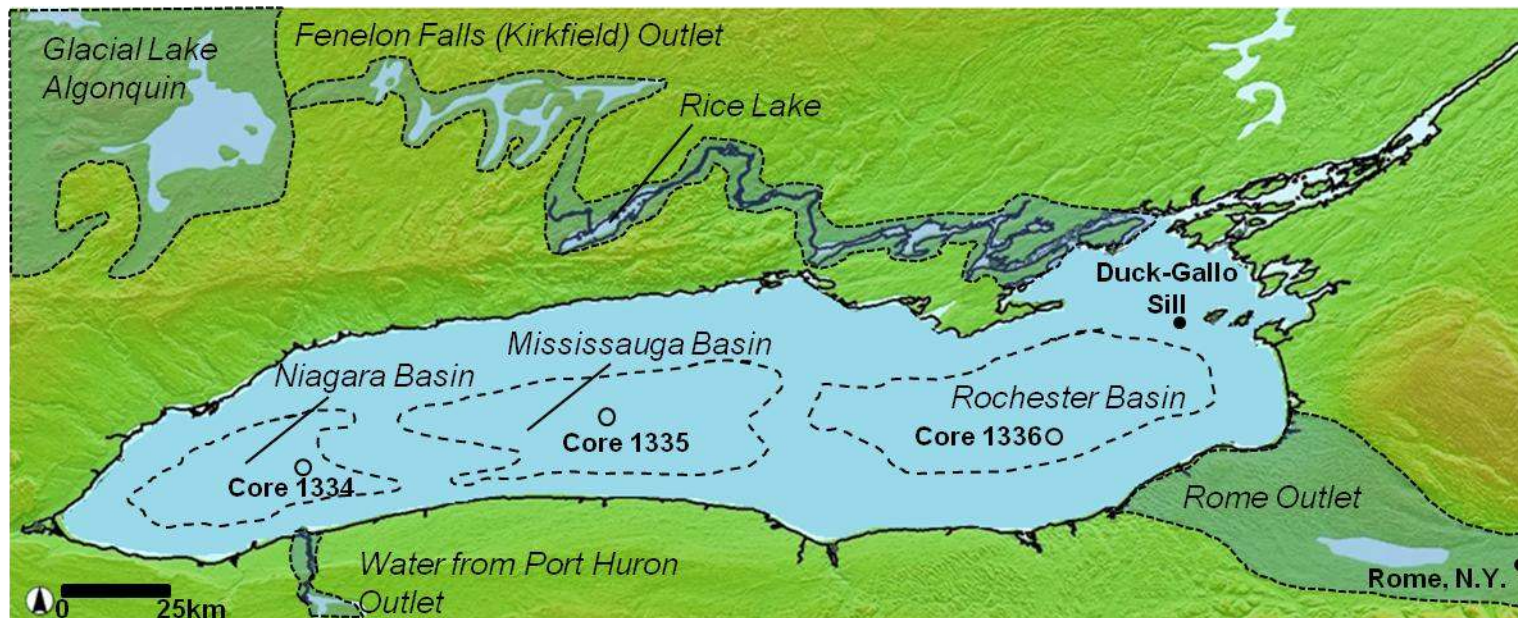 Glacial Lake
Algonquin
Fenelon Falls (Kirkfield) Outlet
Rice Lake
Duck-Gallo
Sill
Mississauga Basin
Niagara Basin
Rochester Basin
Core 1335
Core 1336
Core 1334
Rome Outlet
Water from Port Huron
Outlet
Rome, N.Y.
0 25km